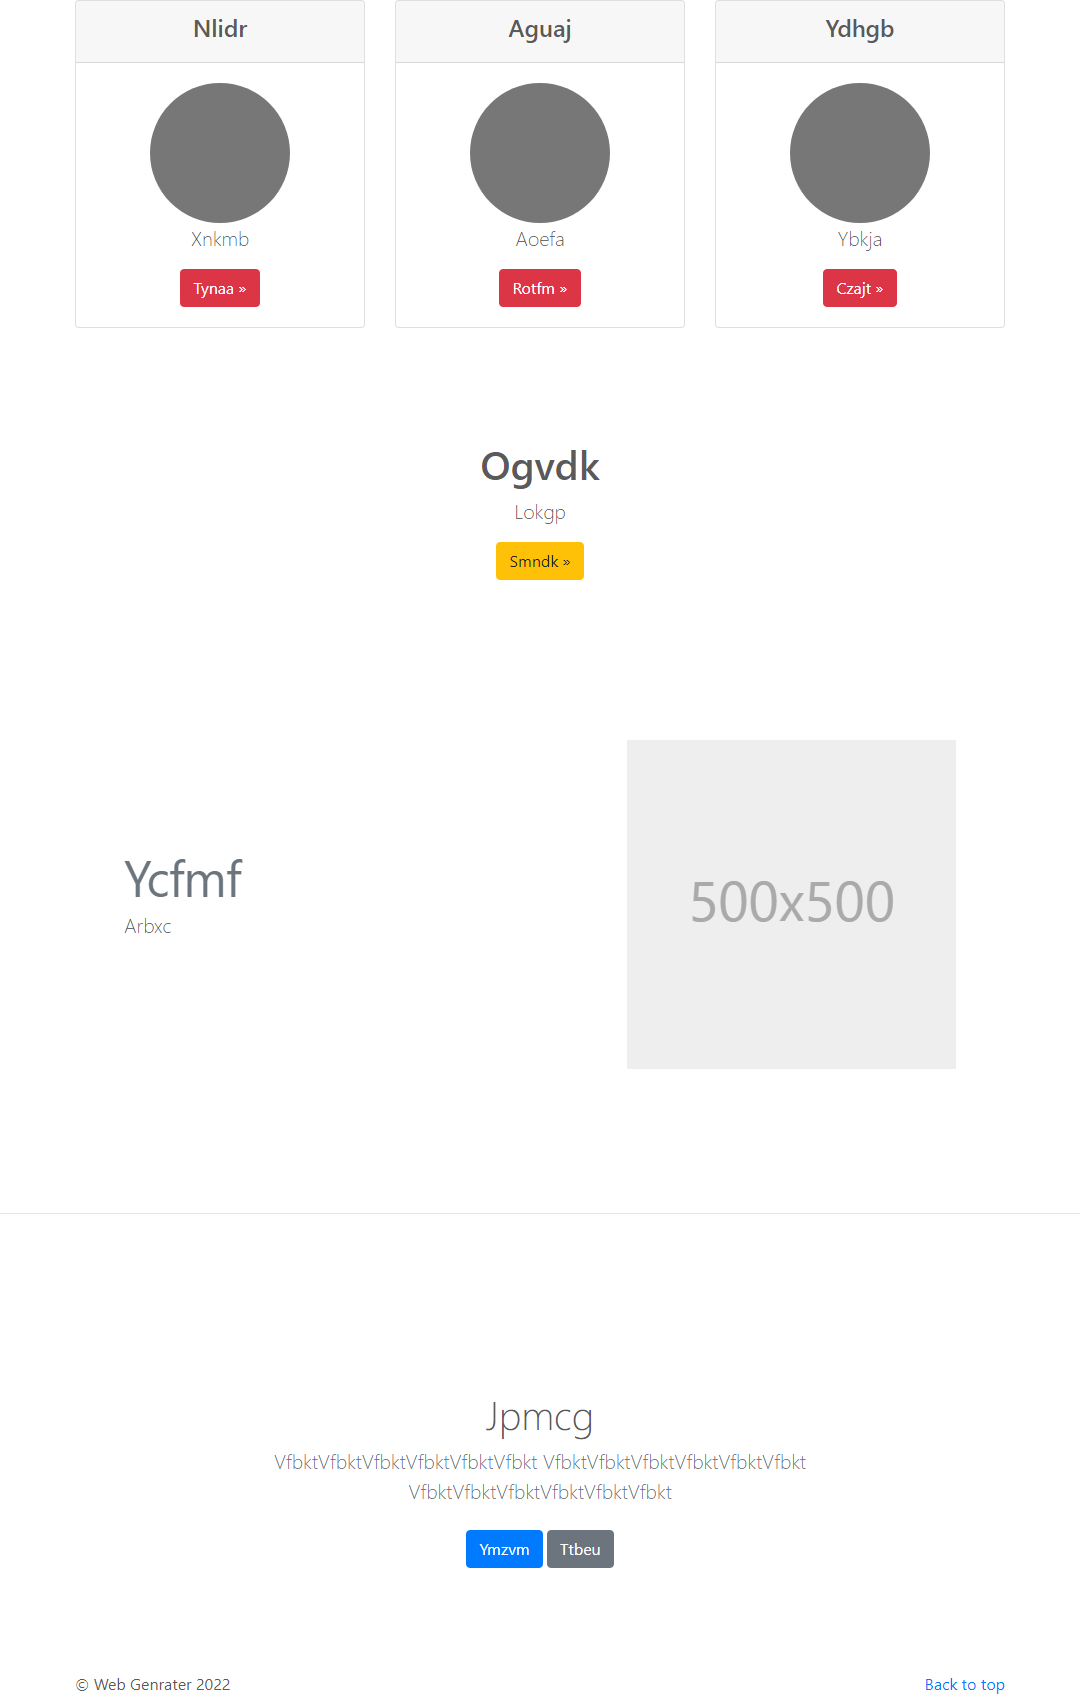 Nlidr
Aguaj
Ydhgb
Xnkmb
Aoefa
Ybkja
Tynaa »
Rotfm »
Czajt »
Ogvdk
Lokgp
Smndk »
Ycfmf
Arbxc
500x500
Jpmcg
VfbktVfbktVfbktVfbktVfbktVfbkt VfbktVfbktVfbktVfbktVfbktVfbkt
VfbktVfbktVfbktVfbktVfbktVfbkt
Ymzvm
Ttbeu
© Web Genrater 2022
Back to top